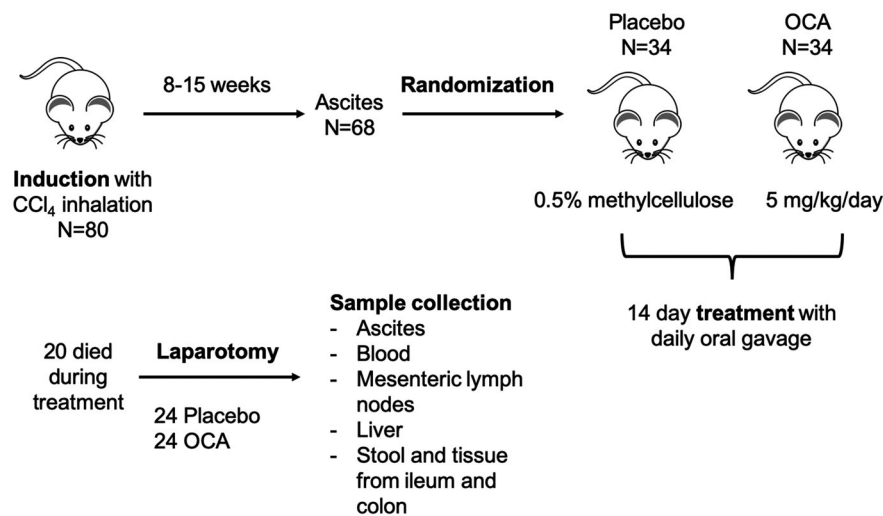 Placebo
N=34
OCA
N=34
8-15 weeks
Ascites
N=68
Randomization
Induction with
CCl₄ inhalation
N=80
0.5% methylcellulose
5 mg/kg/day
14 day treatment with
daily oral gavage
20 died
during
treatment
Laparotomy
24 Placebo
24 OCA
Sample collection
- Ascites
- Blood
- Mesenteric lymph
nodes
- Liver
- Stool and tissue
from ileum and
colon